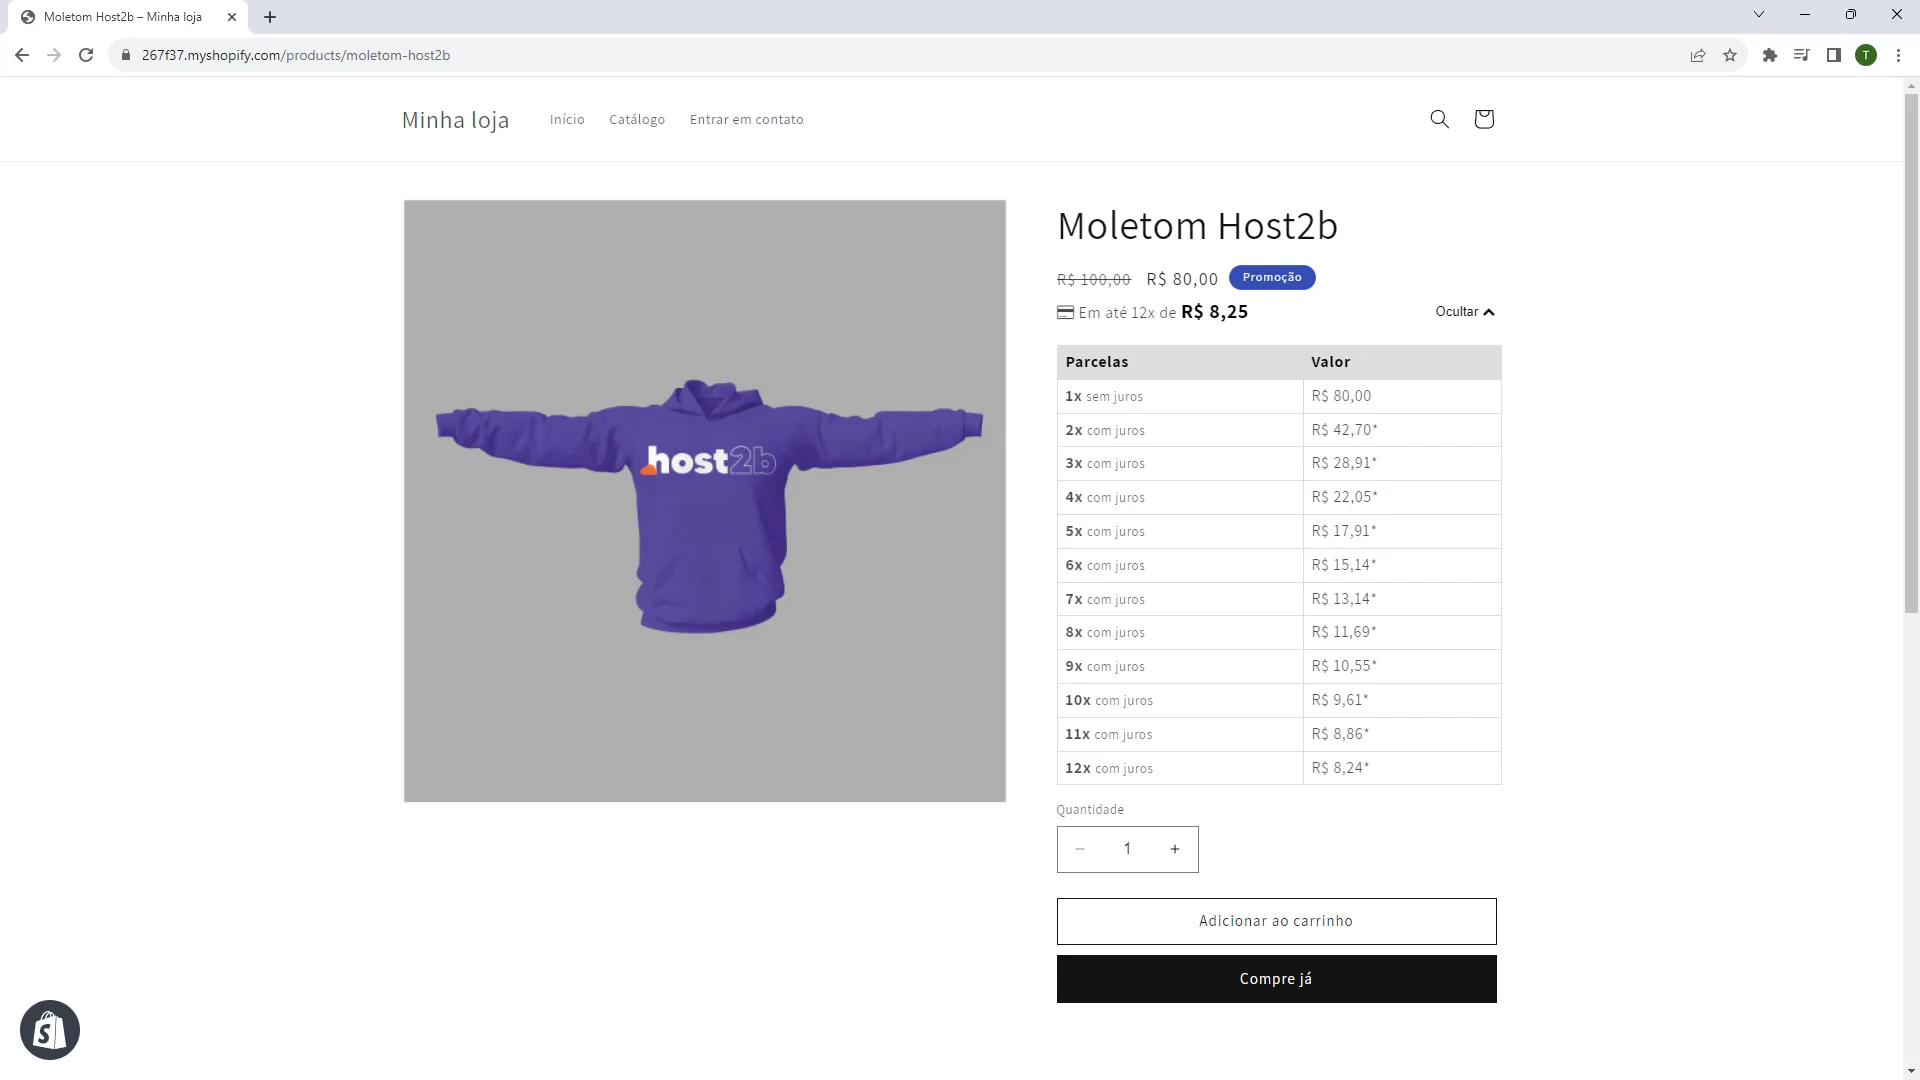 Moletom Host2b – Minha loja
267f37.myshopify.com/products/moletom-host2b
T
Minha loja
Início
Catálogo
Entrar em contato
host2b
Moletom Host2b
R$ 100,00 R$ 80,00 Promoção
Em até 12x de R$ 8,25
Ocultar
Parcelas Valor
1x sem juros R$ 80,00
2x com juros R$ 42,70*
3x com juros R$ 28,91*
4x com juros R$ 22,05*
5x com juros R$ 17,91*
6x com juros R$ 15,14*
7x com juros R$ 13,14*
8x com juros R$ 11,69*
9x com juros R$ 10,55*
10x com juros R$ 9,61*
11x com juros R$ 8,86*
12x com juros R$ 8,24*
Quantidade
− 1 +
Adicionar ao carrinho
Compre já